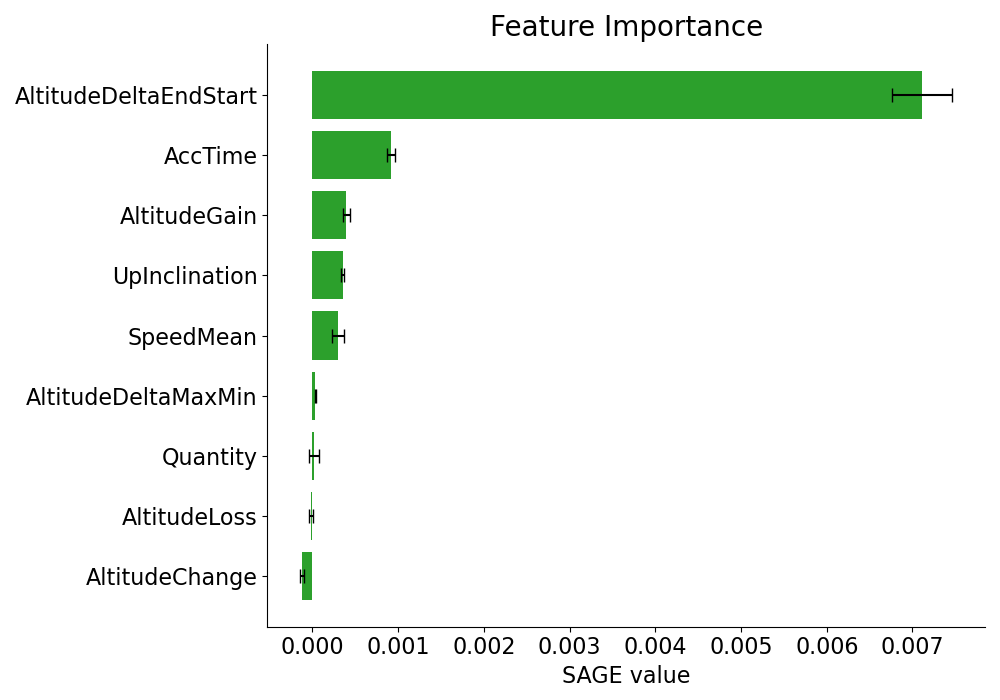 Feature Importance
AltitudeDeltaEndStart
AccTime
AltitudeGain
UpInclination
SpeedMean
AltitudeDeltaMaxMin
Quantity
AltitudeLoss
AltitudeChange
0.000 0.001 0.002 0.003 0.004 0.005 0.006 0.007
SAGE value